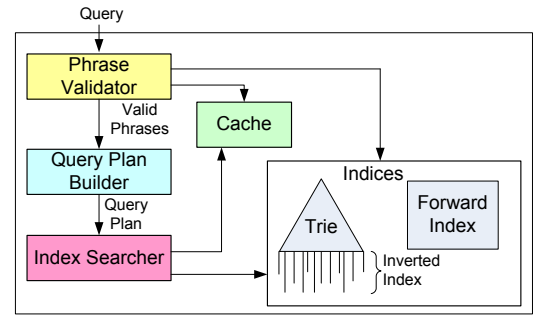 Query
Phrase
Validator
Valid
Phrases
Cache
Query Plan
Builder
Query
Plan
Index Searcher
Indices
Trie
Forward
Index
Inverted
Index